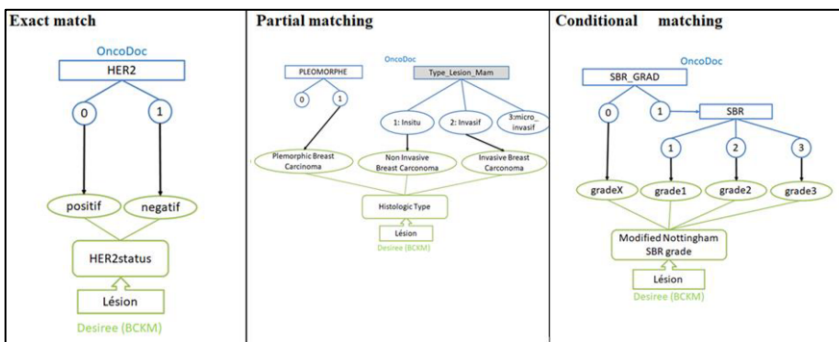 Exact match
OncoDoc
HER2
0
1
positif
negatif
HER2status
Lésion
Desiree (BCKM)
Partial matching
OncoDoc
PLEOMORPHE
Type_Lesion_Mam
0
1
1: Insitu
2: Invasif
3:micro_
invasif
Plemorphic Breast
Carcinoma
Non Invasive
Breast Carconoma
Invasive Breast
Carconoma
Histologic Type
Lésion
Desiree (BCKM)
Conditional matching
OncoDoc
SBR_GRAD
0
1
SBR
1
2
3
gradeX
grade1
grade2
grade3
Modified Nottingham
SBR grade
Lésion
Desiree (BCKM)